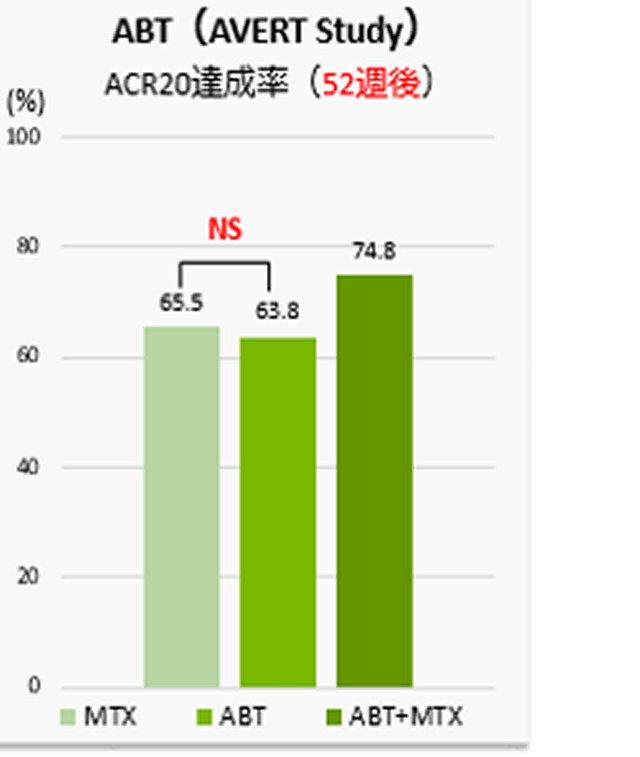 ABT（AVERT Study）
ACR20達成率（52週後）
(%)
100
80
60
40
20
0
NS
65.5
63.8
74.8
MTX ABT ABT+MTX